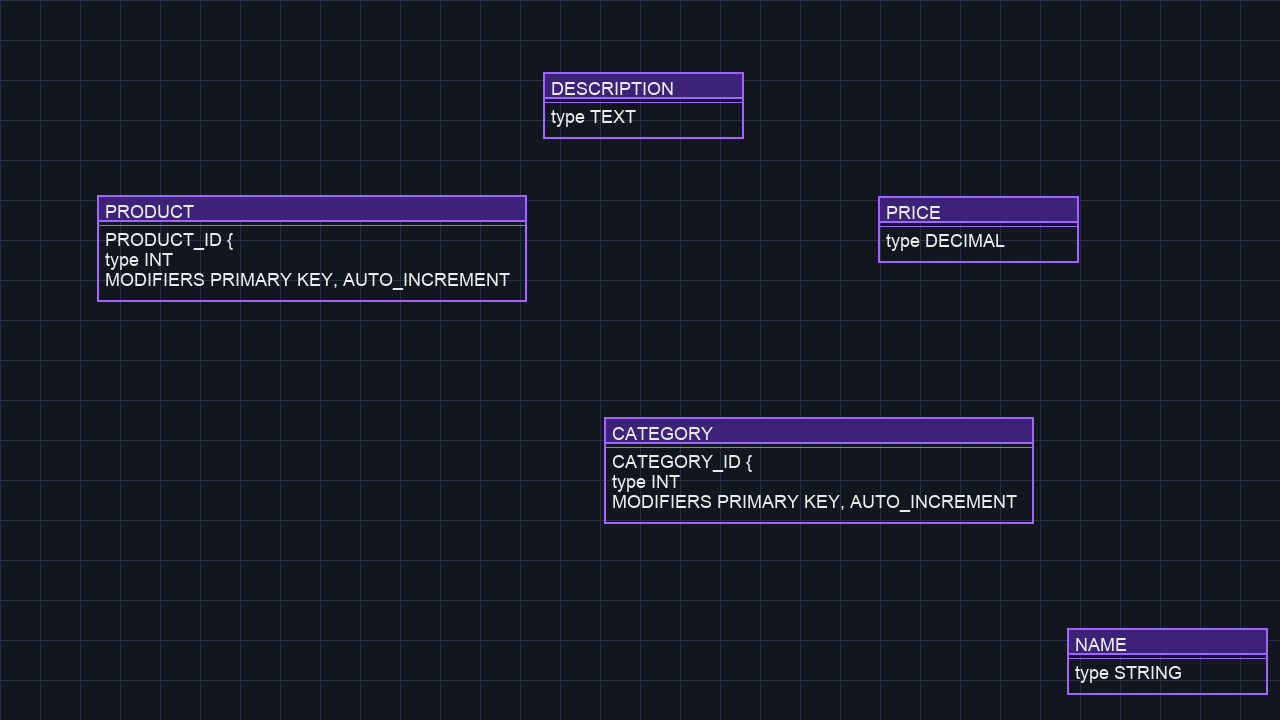 DESCRIPTION
type TEXT
PRODUCT
PRODUCT_ID {
type INT
MODIFIERS PRIMARY KEY, AUTO_INCREMENT
PRICE
type DECIMAL
CATEGORY
CATEGORY_ID {
type INT
MODIFIERS PRIMARY KEY, AUTO_INCREMENT
NAME
type STRING